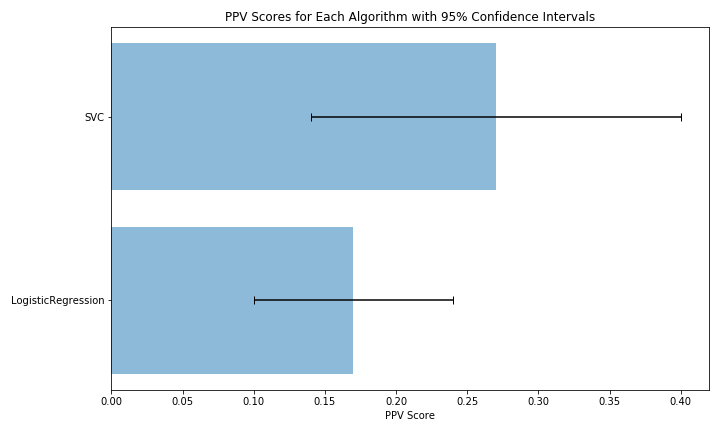 PPV Scores for Each Algorithm with 95% Confidence Intervals
SVC
LogisticRegression
0.00 0.05 0.10 0.15 0.20 0.25 0.30 0.35 0.40
PPV Score